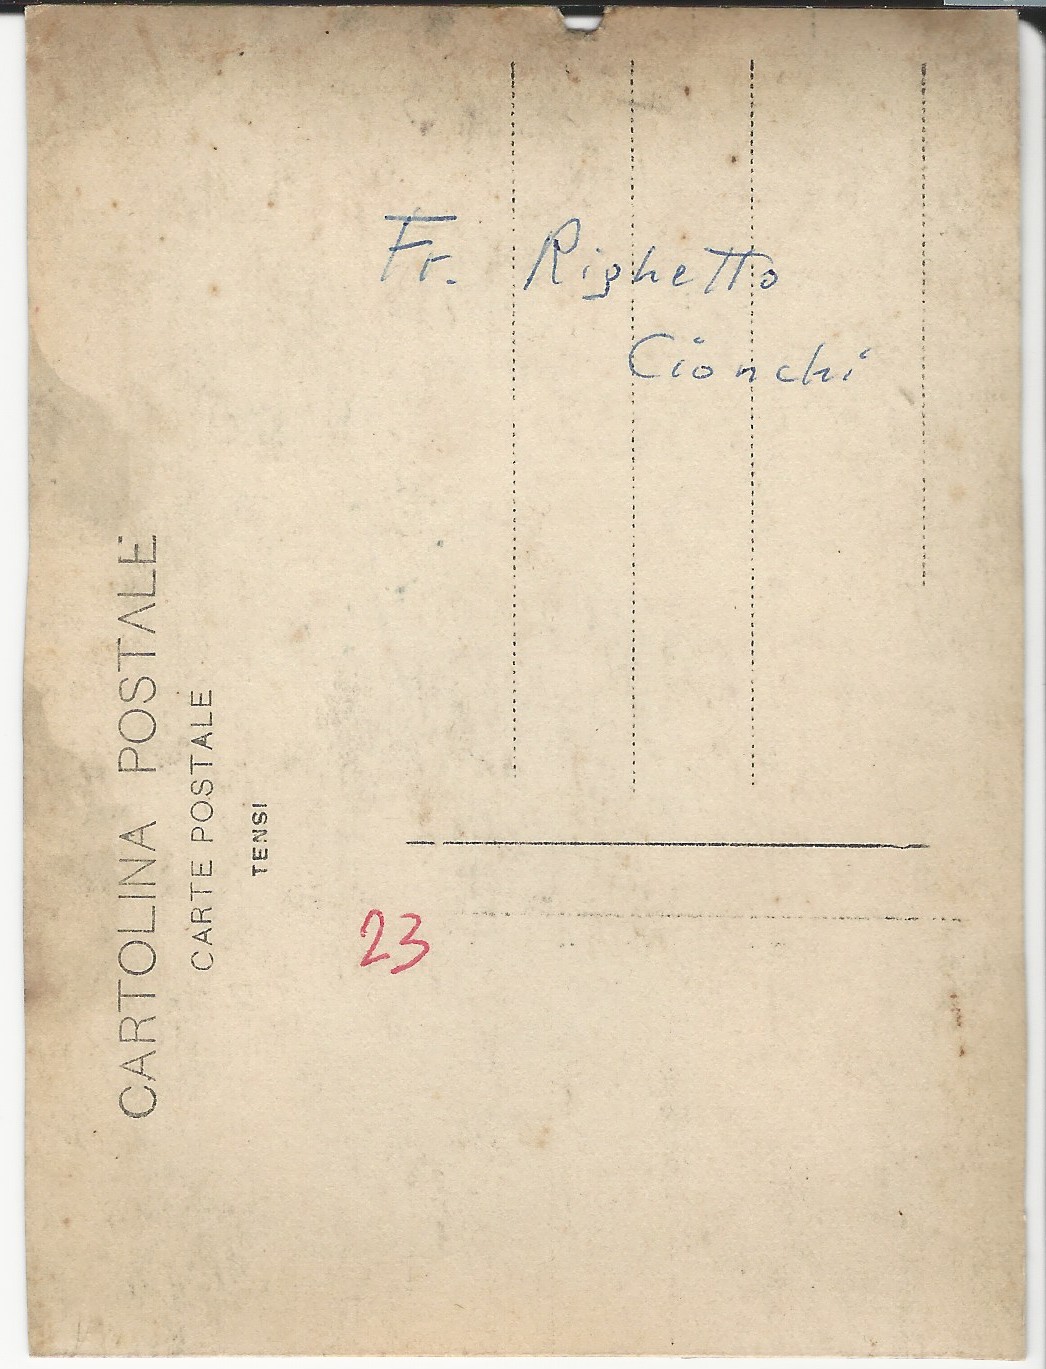 Fr. Righetto
Cionchi
CARTOLINA POSTALE
CARTE POSTALE
TENSI
23